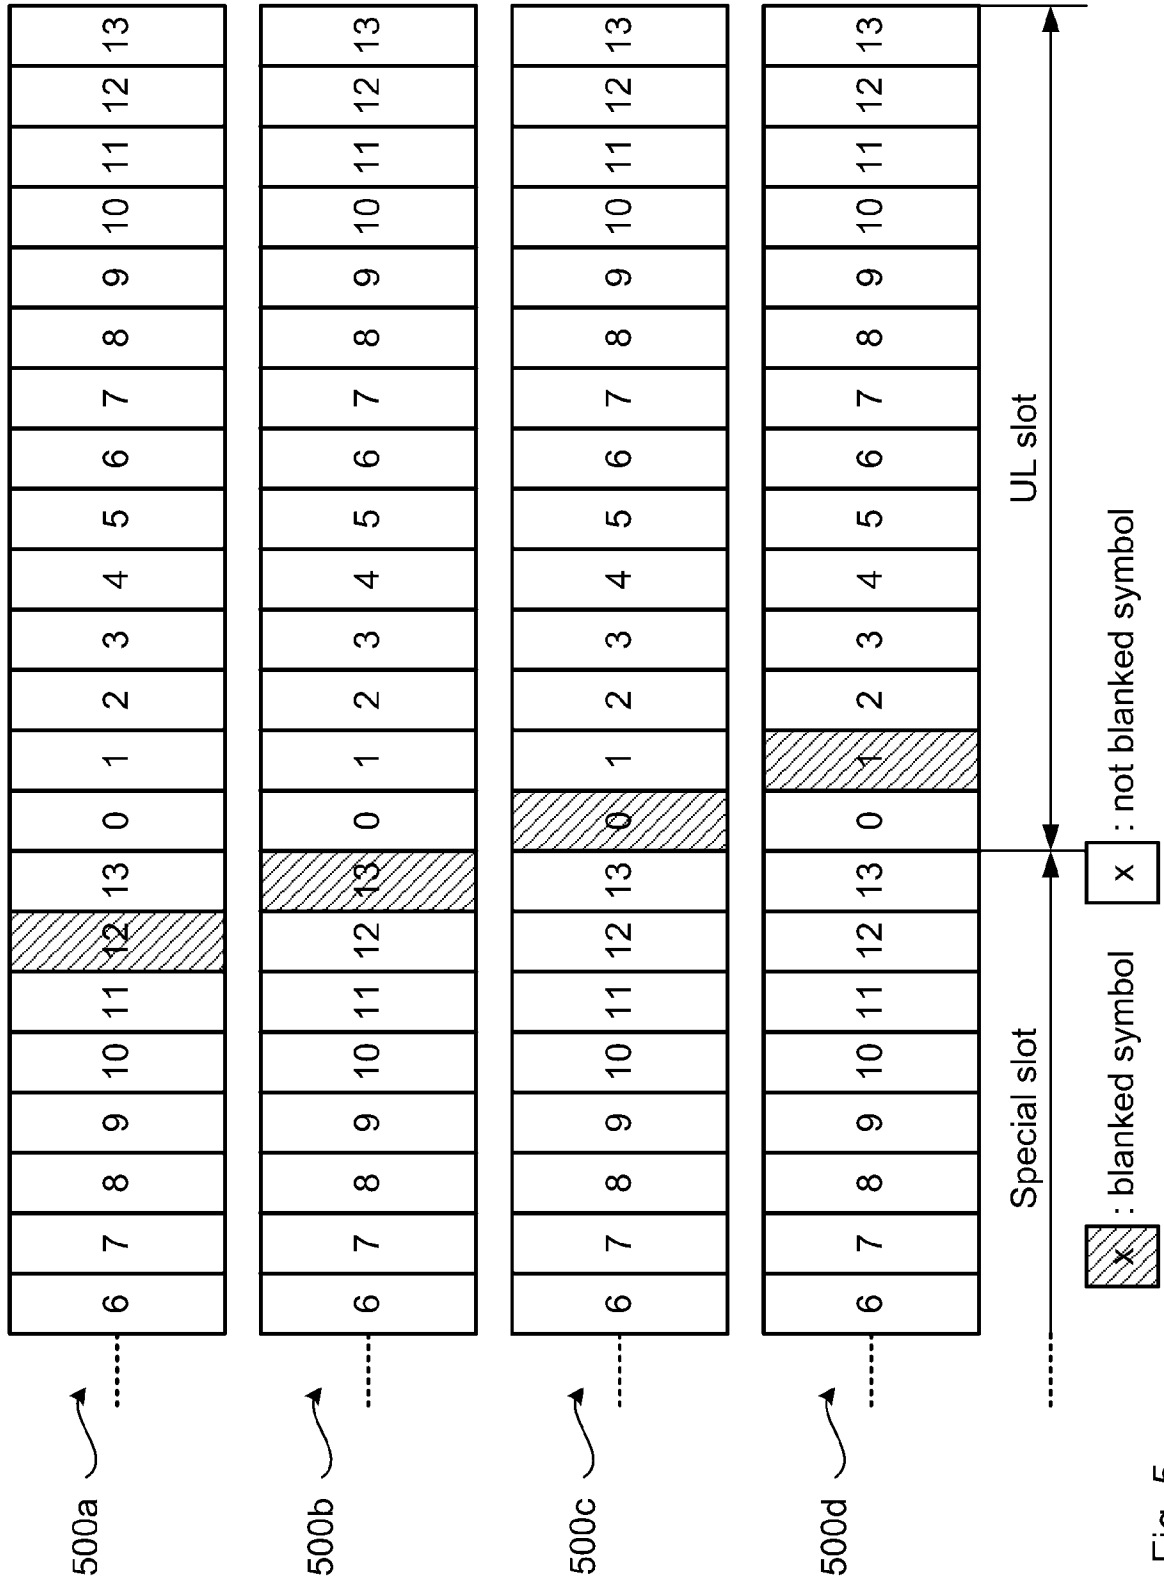 500a 6 7 8 9 10 11 12 13 0 1 2 3 4 5 6 7 8 9 10 11 12 13
500b 6 7 8 9 10 11 12 13 0 1 2 3 4 5 6 7 8 9 10 11 12 13
500c 6 7 8 9 10 11 12 13 0 1 2 3 4 5 6 7 8 9 10 11 12 13
500d 6 7 8 9 10 11 12 13 0 1 2 3 4 5 6 7 8 9 10 11 12 13
Special slot UL slot
x : blanked symbol x : not blanked symbol
Fig. 5